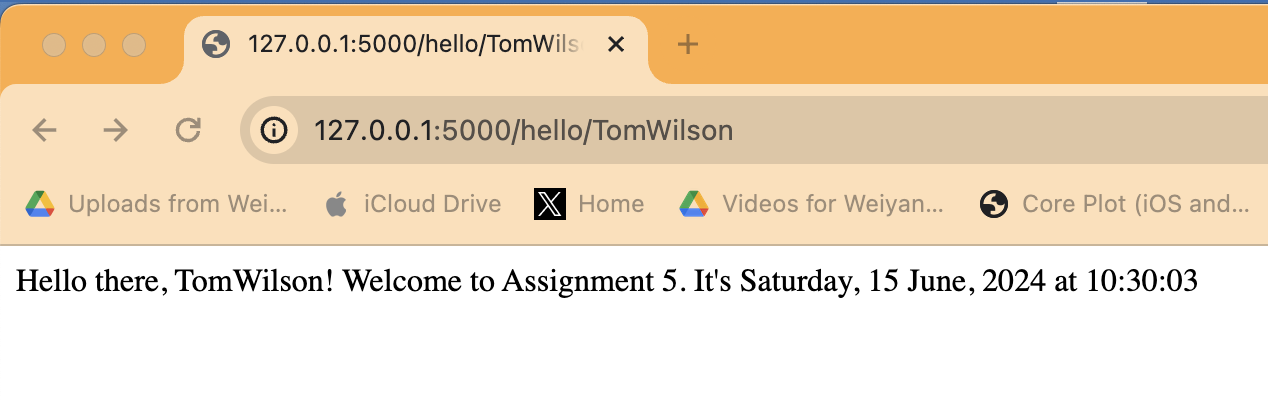 127.0.0.1:5000/hello/TomWils
127.0.0.1:5000/hello/TomWilson
Uploads from Wei... iCloud Drive Home Videos for Weiyan... Core Plot (iOS and...
Hello there, TomWilson! Welcome to Assignment 5. It's Saturday, 15 June, 2024 at 10:30:03